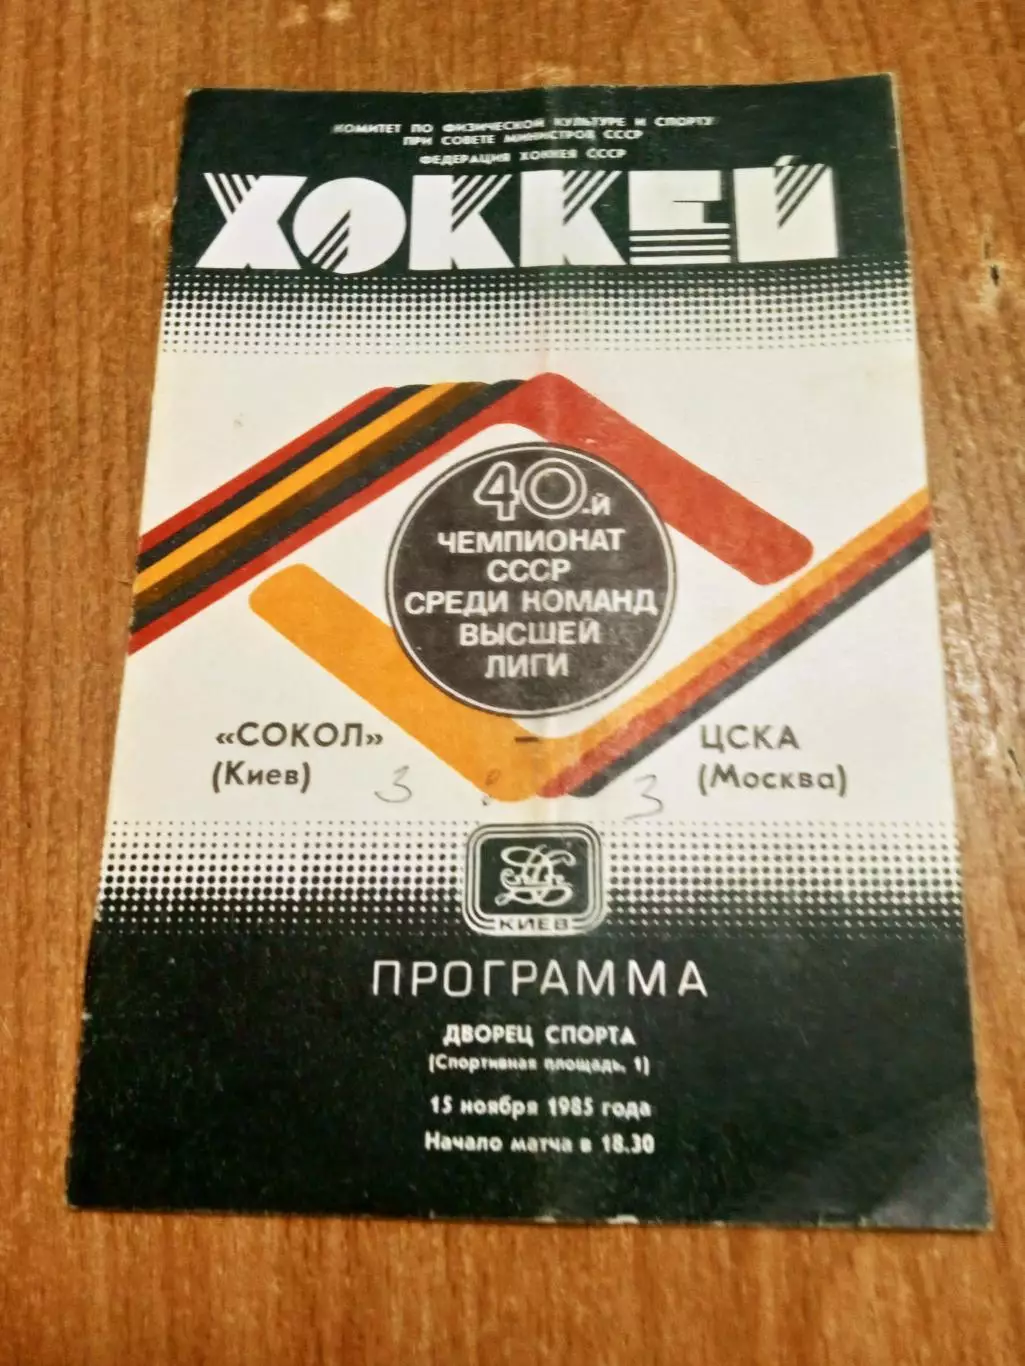 КОМИТЕТ ПО ФИЗИЧЕСКОЙ КУЛЬТУРЕ И СПОРТУ
ПРИ СОВЕТЕ МИНИСТРОВ СССР
ФЕДЕРАЦИЯ ХОККЕЯ СССР
ХОККЕЙ
40-й
ЧЕМПИОНАТ
СССР
СРЕДИ КОМАНД
ВЫСШЕЙ
ЛИГИ
«СОКОЛ» – ЦСКА
(Киев) 3 : 3 (Москва)
КИЕВ
ПРОГРАММА
ДВОРЕЦ СПОРТА
(Спортивная площадь, 1)
15 ноября 1985 года
Начало матча в 18.30